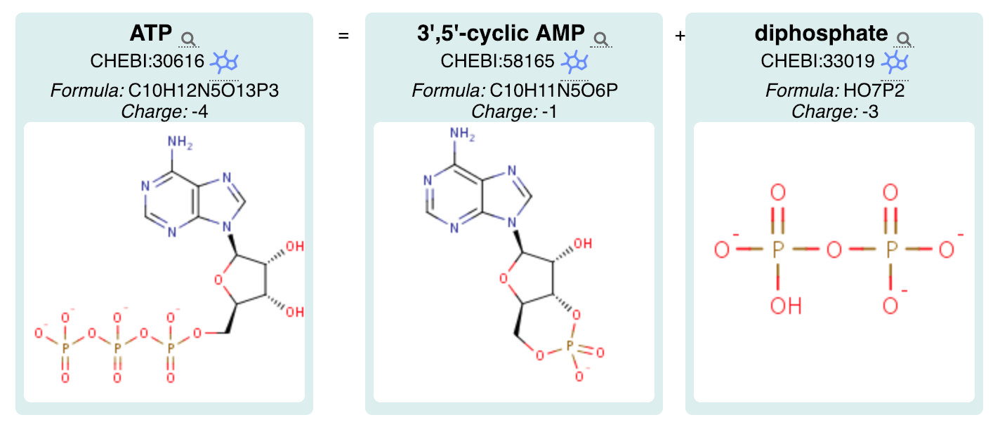 ATP
CHEBI:30616
Formula: C10H12N5O13P3
Charge: -4
NH2
N
N
N
N
OH
O
OH
O-
O-
O-
O-
O
O
O
P
P
P
O
O
O
=
3',5'-cyclic AMP
CHEBI:58165
Formula: C10H11N5O6P
Charge: -1
NH2
N
N
N
N
OH
O
O
P
O
O
O-
+
diphosphate
CHEBI:33019
Formula: HO7P2
Charge: -3
O
O
O-
P
O
P
O-
OH
O-